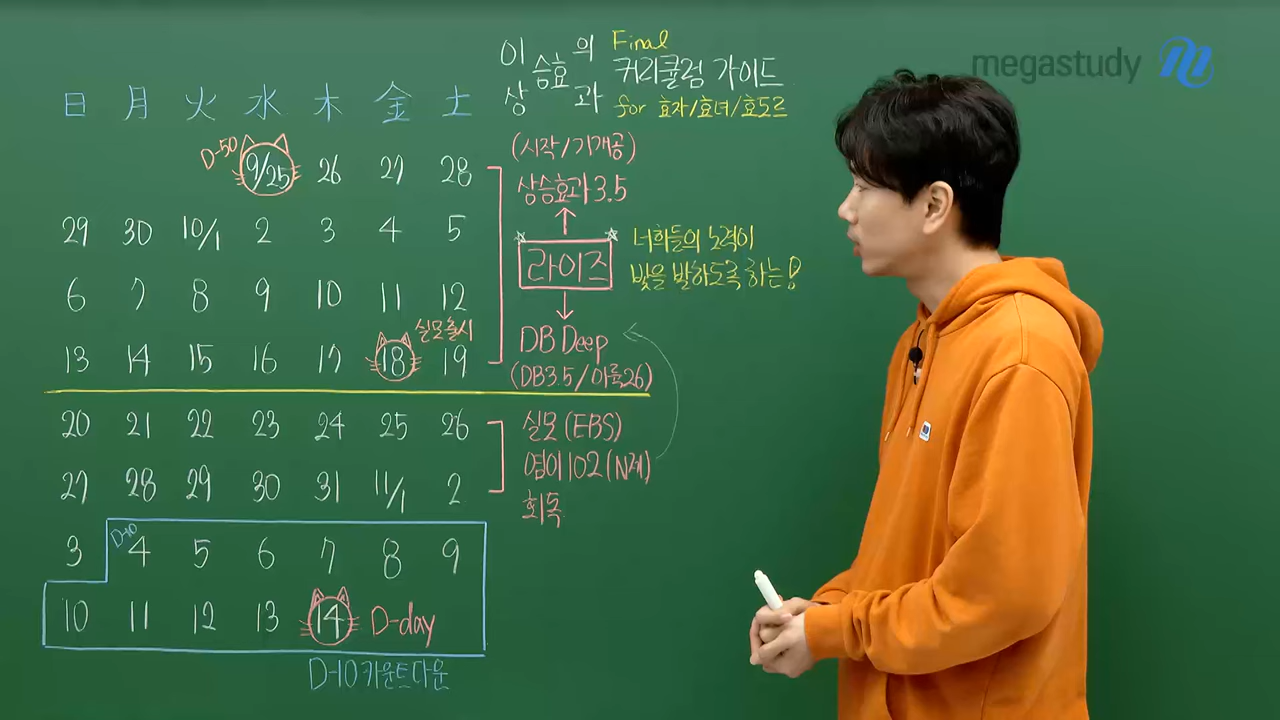 이승효의 Final
상과 커리큘럼 가이드
for 효자/효녀/효도르
megastudy
日 月 火 水 木 金 土
D-50
9/25 26 27 28
29 30 10/1 2 3 4 5
6 7 8 9 10 11 12
실모출시
13 14 15 16 17 18 19
20 21 22 23 24 25 26
27 28 29 30 31 11/1 2
D-10
3 4 5 6 7 8 9
10 11 12 13 14 D-day
D-10 카운트다운
(시작/기개공)
상승효과 3.5
라이즈
너희들의 노력이
빛을 발하도록 하는!
DB Deep
(DB3.5/아름26)
실모(EBS)
영이102(N제)
회독